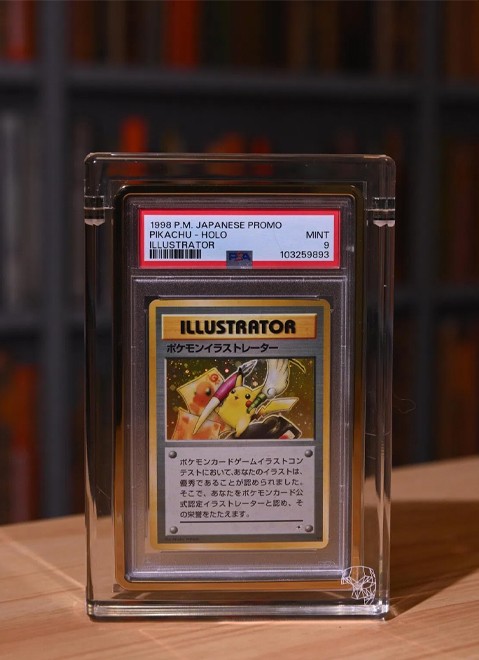 1998 P.M. JAPANESE PROMO
PIKACHU - HOLO MINT
ILLUSTRATOR 9
PSA 103259893
ILLUSTRATOR
ポケモンイラストレーター
ポケモンカードゲームイラストコン
テストにおいて、あなたのイラストは、
優秀であることが認められました。
そこで、あなたをポケモンカード公
式認定イラストレーターと認め、そ
の栄誉をたたえます。